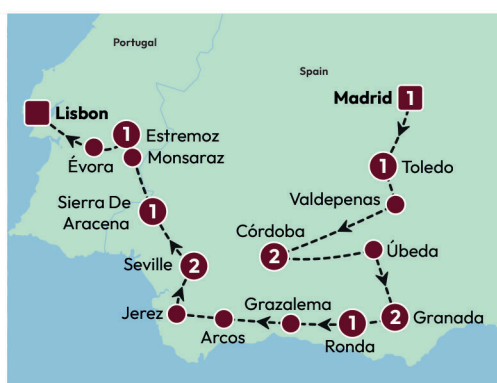 Portugal
Spain
Madrid 1
Lisbon
1 Estremoz
Monsaraz
Évora
1 Toledo
Valdepenas
Sierra De
Aracena 1
Córdoba
2
Úbeda
Seville 2
Jerez
Arcos
Grazalema
1
Ronda
2 Granada